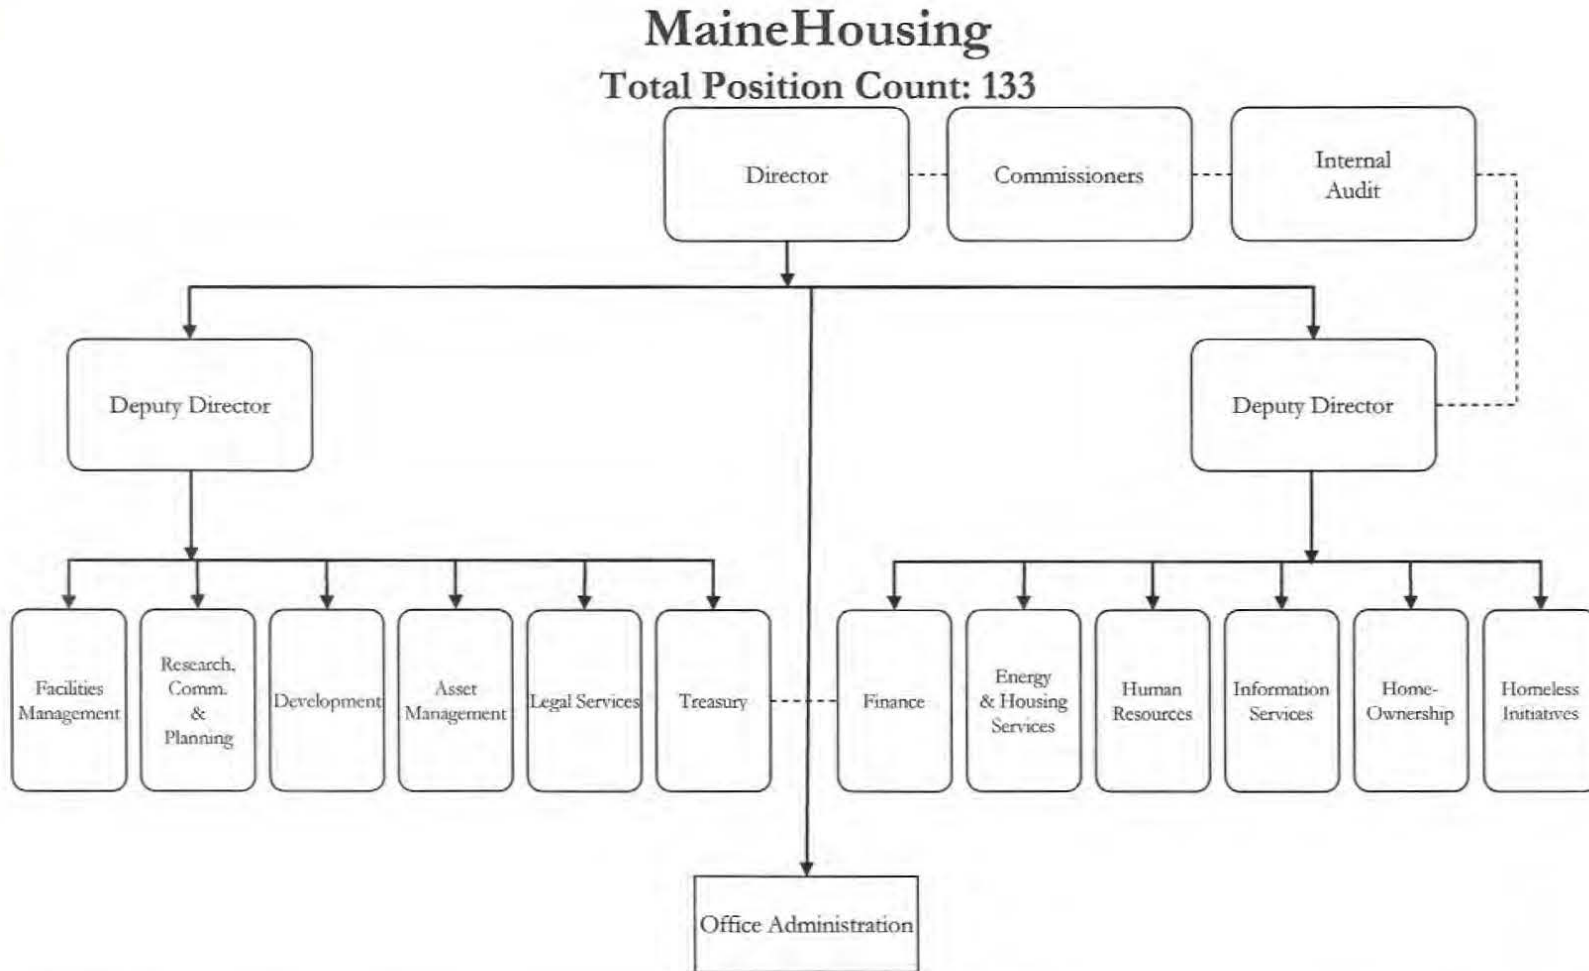 MaineHousing
Total Position Count: 133
Director
Commissioners
Internal
Audit
Deputy Director
Deputy Director
Facilities
Management
Research,
Comm.
&
Planning
Development
Asset
Management
Legal Services
Treasury
Finance
Energy
& Housing
Services
Human
Resources
Information
Services
Home-
Ownership
Homeless
Initiatives
Office Administration